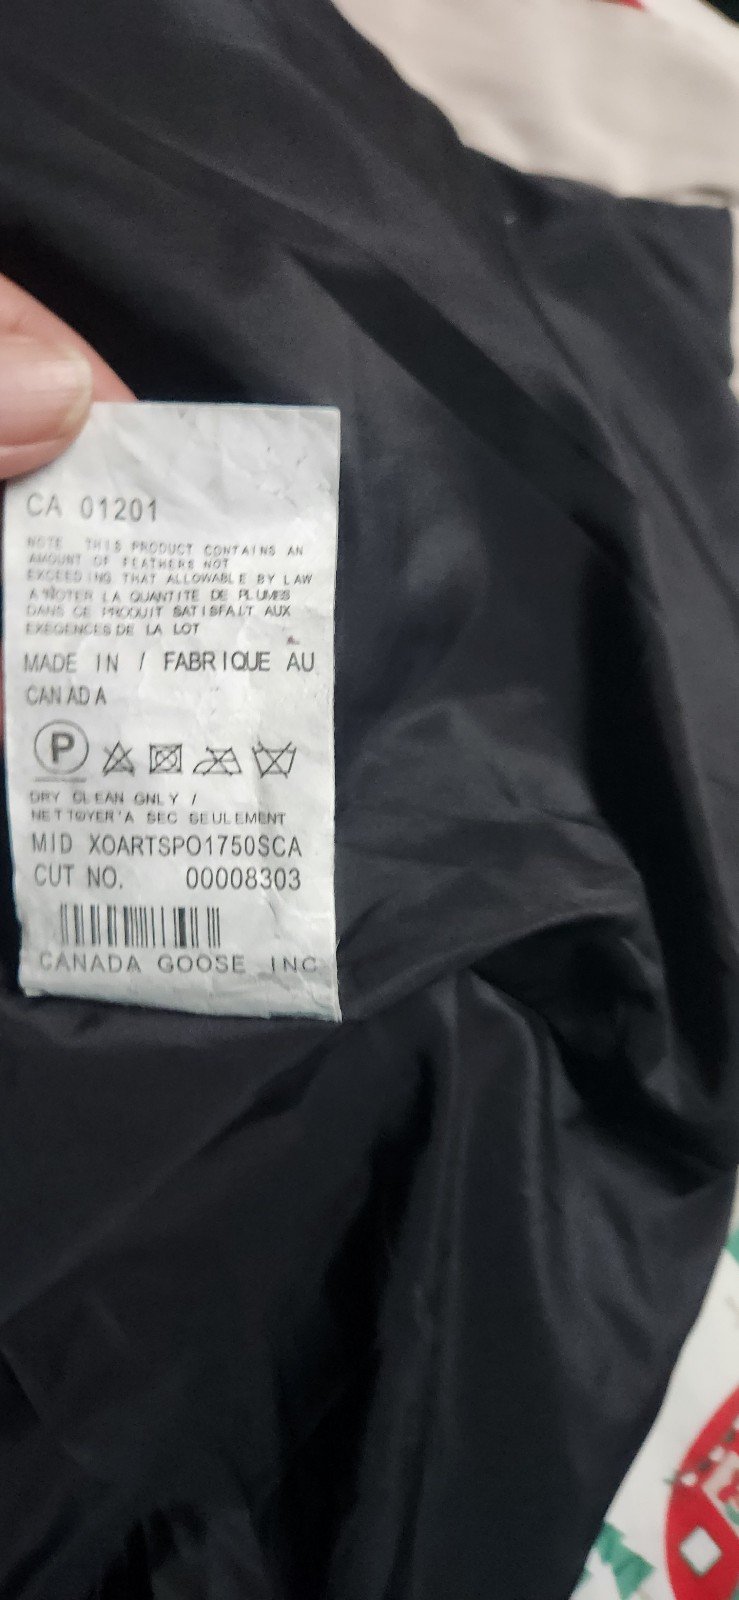 CA 01201
NOTE THIS PRODUCT CONTAINS AN
AMOUNT OF FEATHERS NOT
EXCEEDING THAT ALLOWABLE BY LAW
A NOTER LA QUANTITE DE PLUMES
DANS CE PRODUIT SATISFAIT AUX
EXEGENCES DE LA LOT
MADE IN / FABRIQUE AU
CANADA
P
DRY CLEAN ONLY /
NETTOYER'A SEC SEULEMENT
MID XOARTSPO1750SCA
CUT NO. 00008303
CANADA GOOSE INC